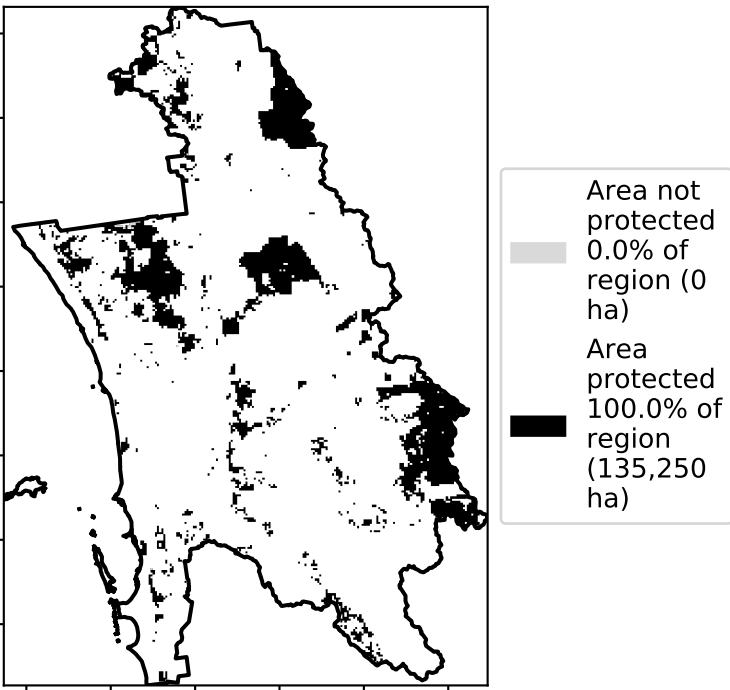 Area not
protected
0.0% of
region (0
ha)
Area
protected
100.0% of
region
(135,250
ha)